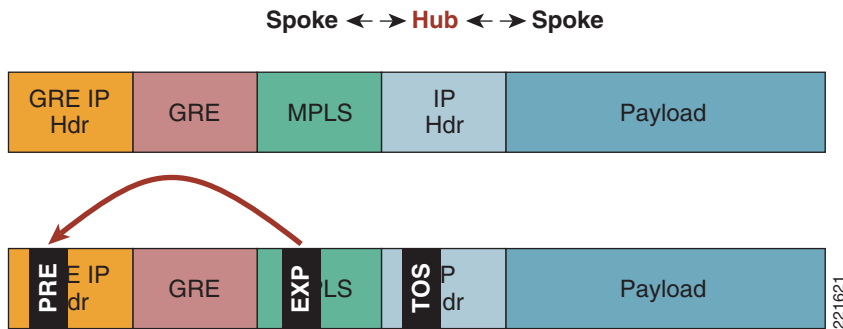 Spoke Hub Spoke
GRE IP
Hdr
GRE
MPLS
IP
Hdr
Payload
PRE
E IP
dr
GRE
EXP
LS
TOS
P
dr
Payload
221621